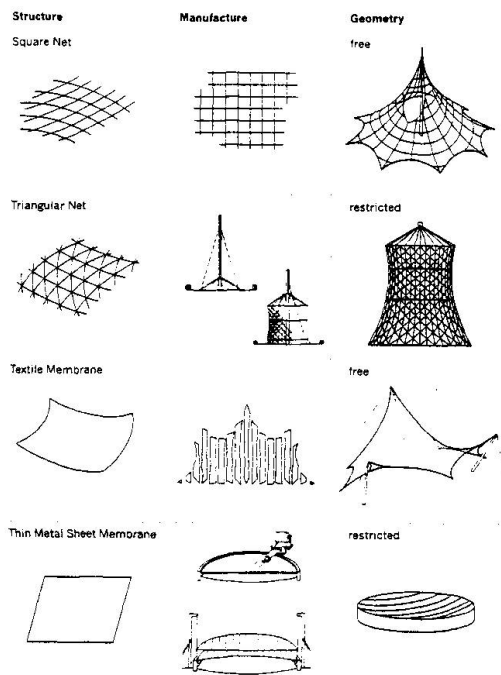 Structure Manufacture Geometry
Square Net free
Triangular Net restricted
Textile Membrane free
Thin Metal Sheet Membrane restricted